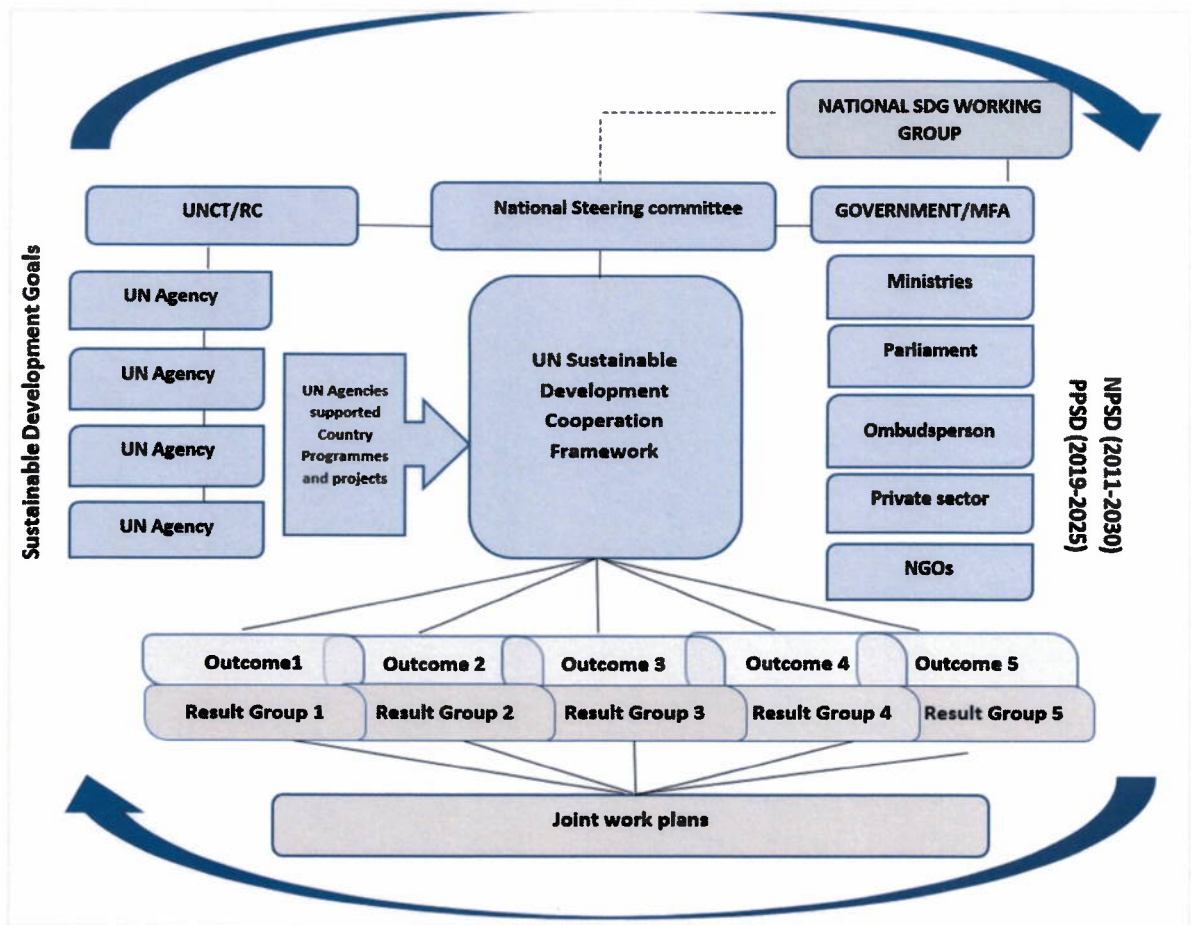 NATIONAL SDG WORKING
GROUP
UNCT/RC
National Steering committee
GOVERNMENT/MFA
Sustainable Development Goals
UN Agency
UN Agency
UN Agency
UN Agency
UN Agencies
supported
Country
Programmes
and projects
UN Sustainable
Development
Cooperation
Framework
Ministries
Parliament
Ombudsperson
Private sector
NGOs
NPSD (2011-2030)
PPSD (2019-2025)
Outcome1
Outcome 2
Outcome 3
Outcome 4
Outcome 5
Result Group 1
Result Group 2
Result Group 3
Result Group 4
Result Group 5
Joint work plans